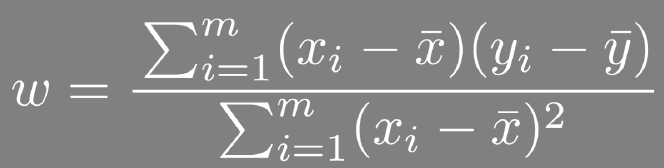 w = \frac{\sum_{i=1}^{m}(x_i - \bar{x})(y_i - \bar{y})}{\sum_{i=1}^{m}(x_i - \bar{x})^2}